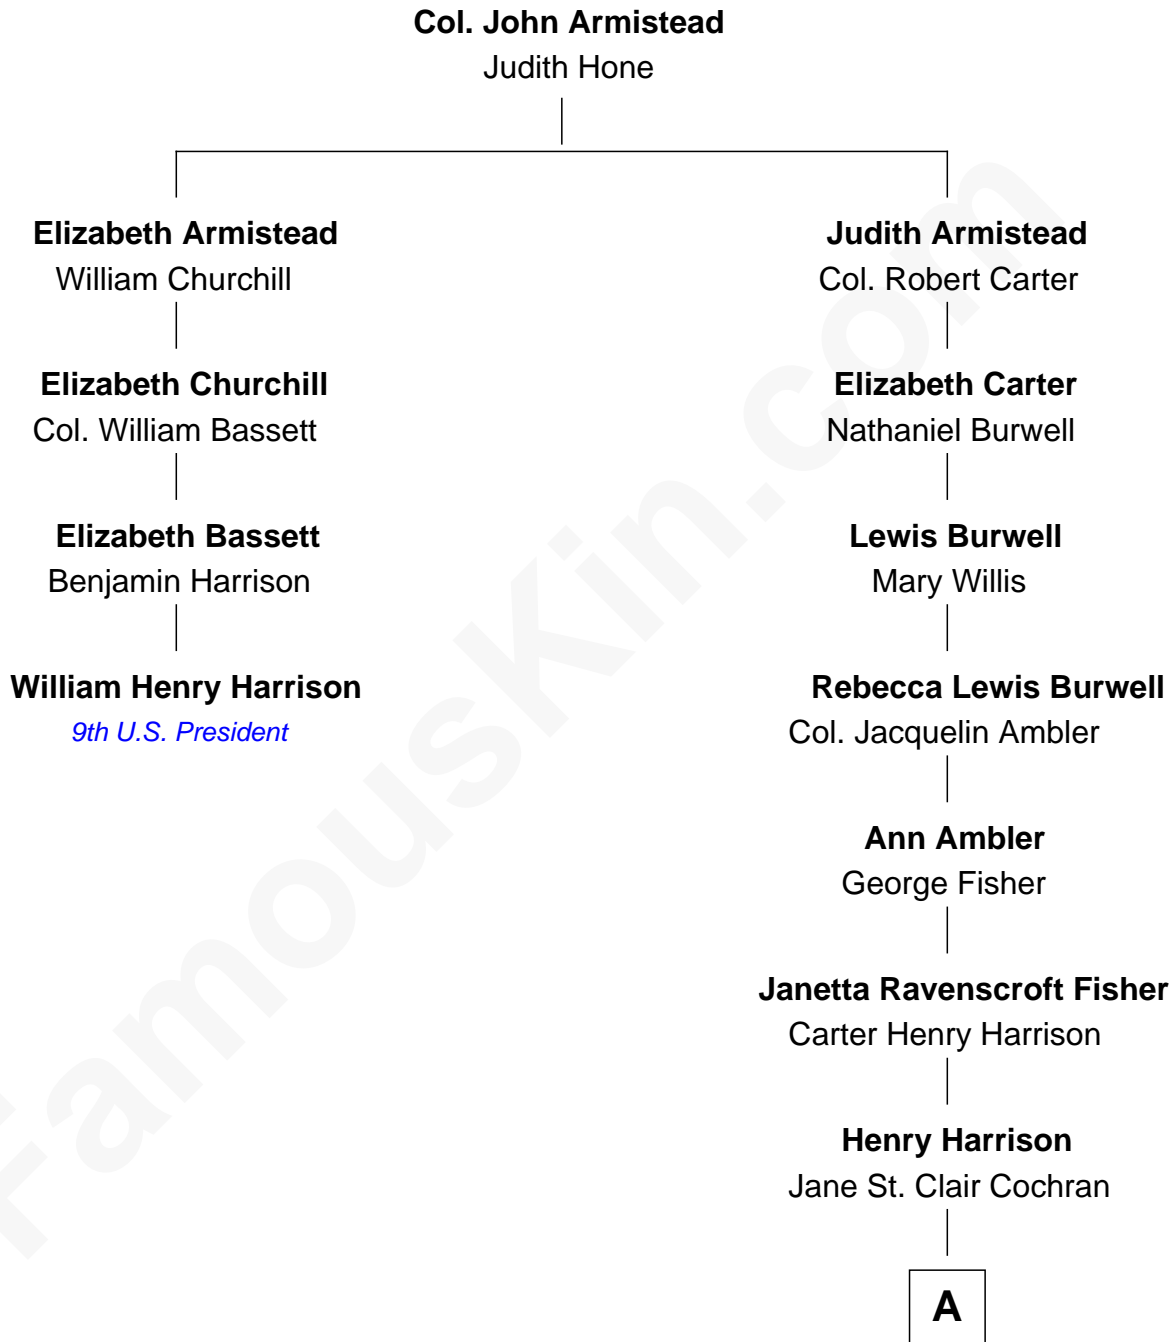 Col. John Armistead
Judith Hone
Elizabeth Armistead
William Churchill
Judith Armistead
Col. Robert Carter
Elizabeth Churchill
Col. William Bassett
Elizabeth Carter
Nathaniel Burwell
Elizabeth Bassett
Benjamin Harrison
Lewis Burwell
Mary Willis
William Henry Harrison
9th U.S. President
Rebecca Lewis Burwell
Col. Jacquelin Ambler
Ann Ambler
George Fisher
Janetta Ravenscroft Fisher
Carter Henry Harrison
Henry Harrison
Jane St. Clair Cochran
A
FamousKin.com